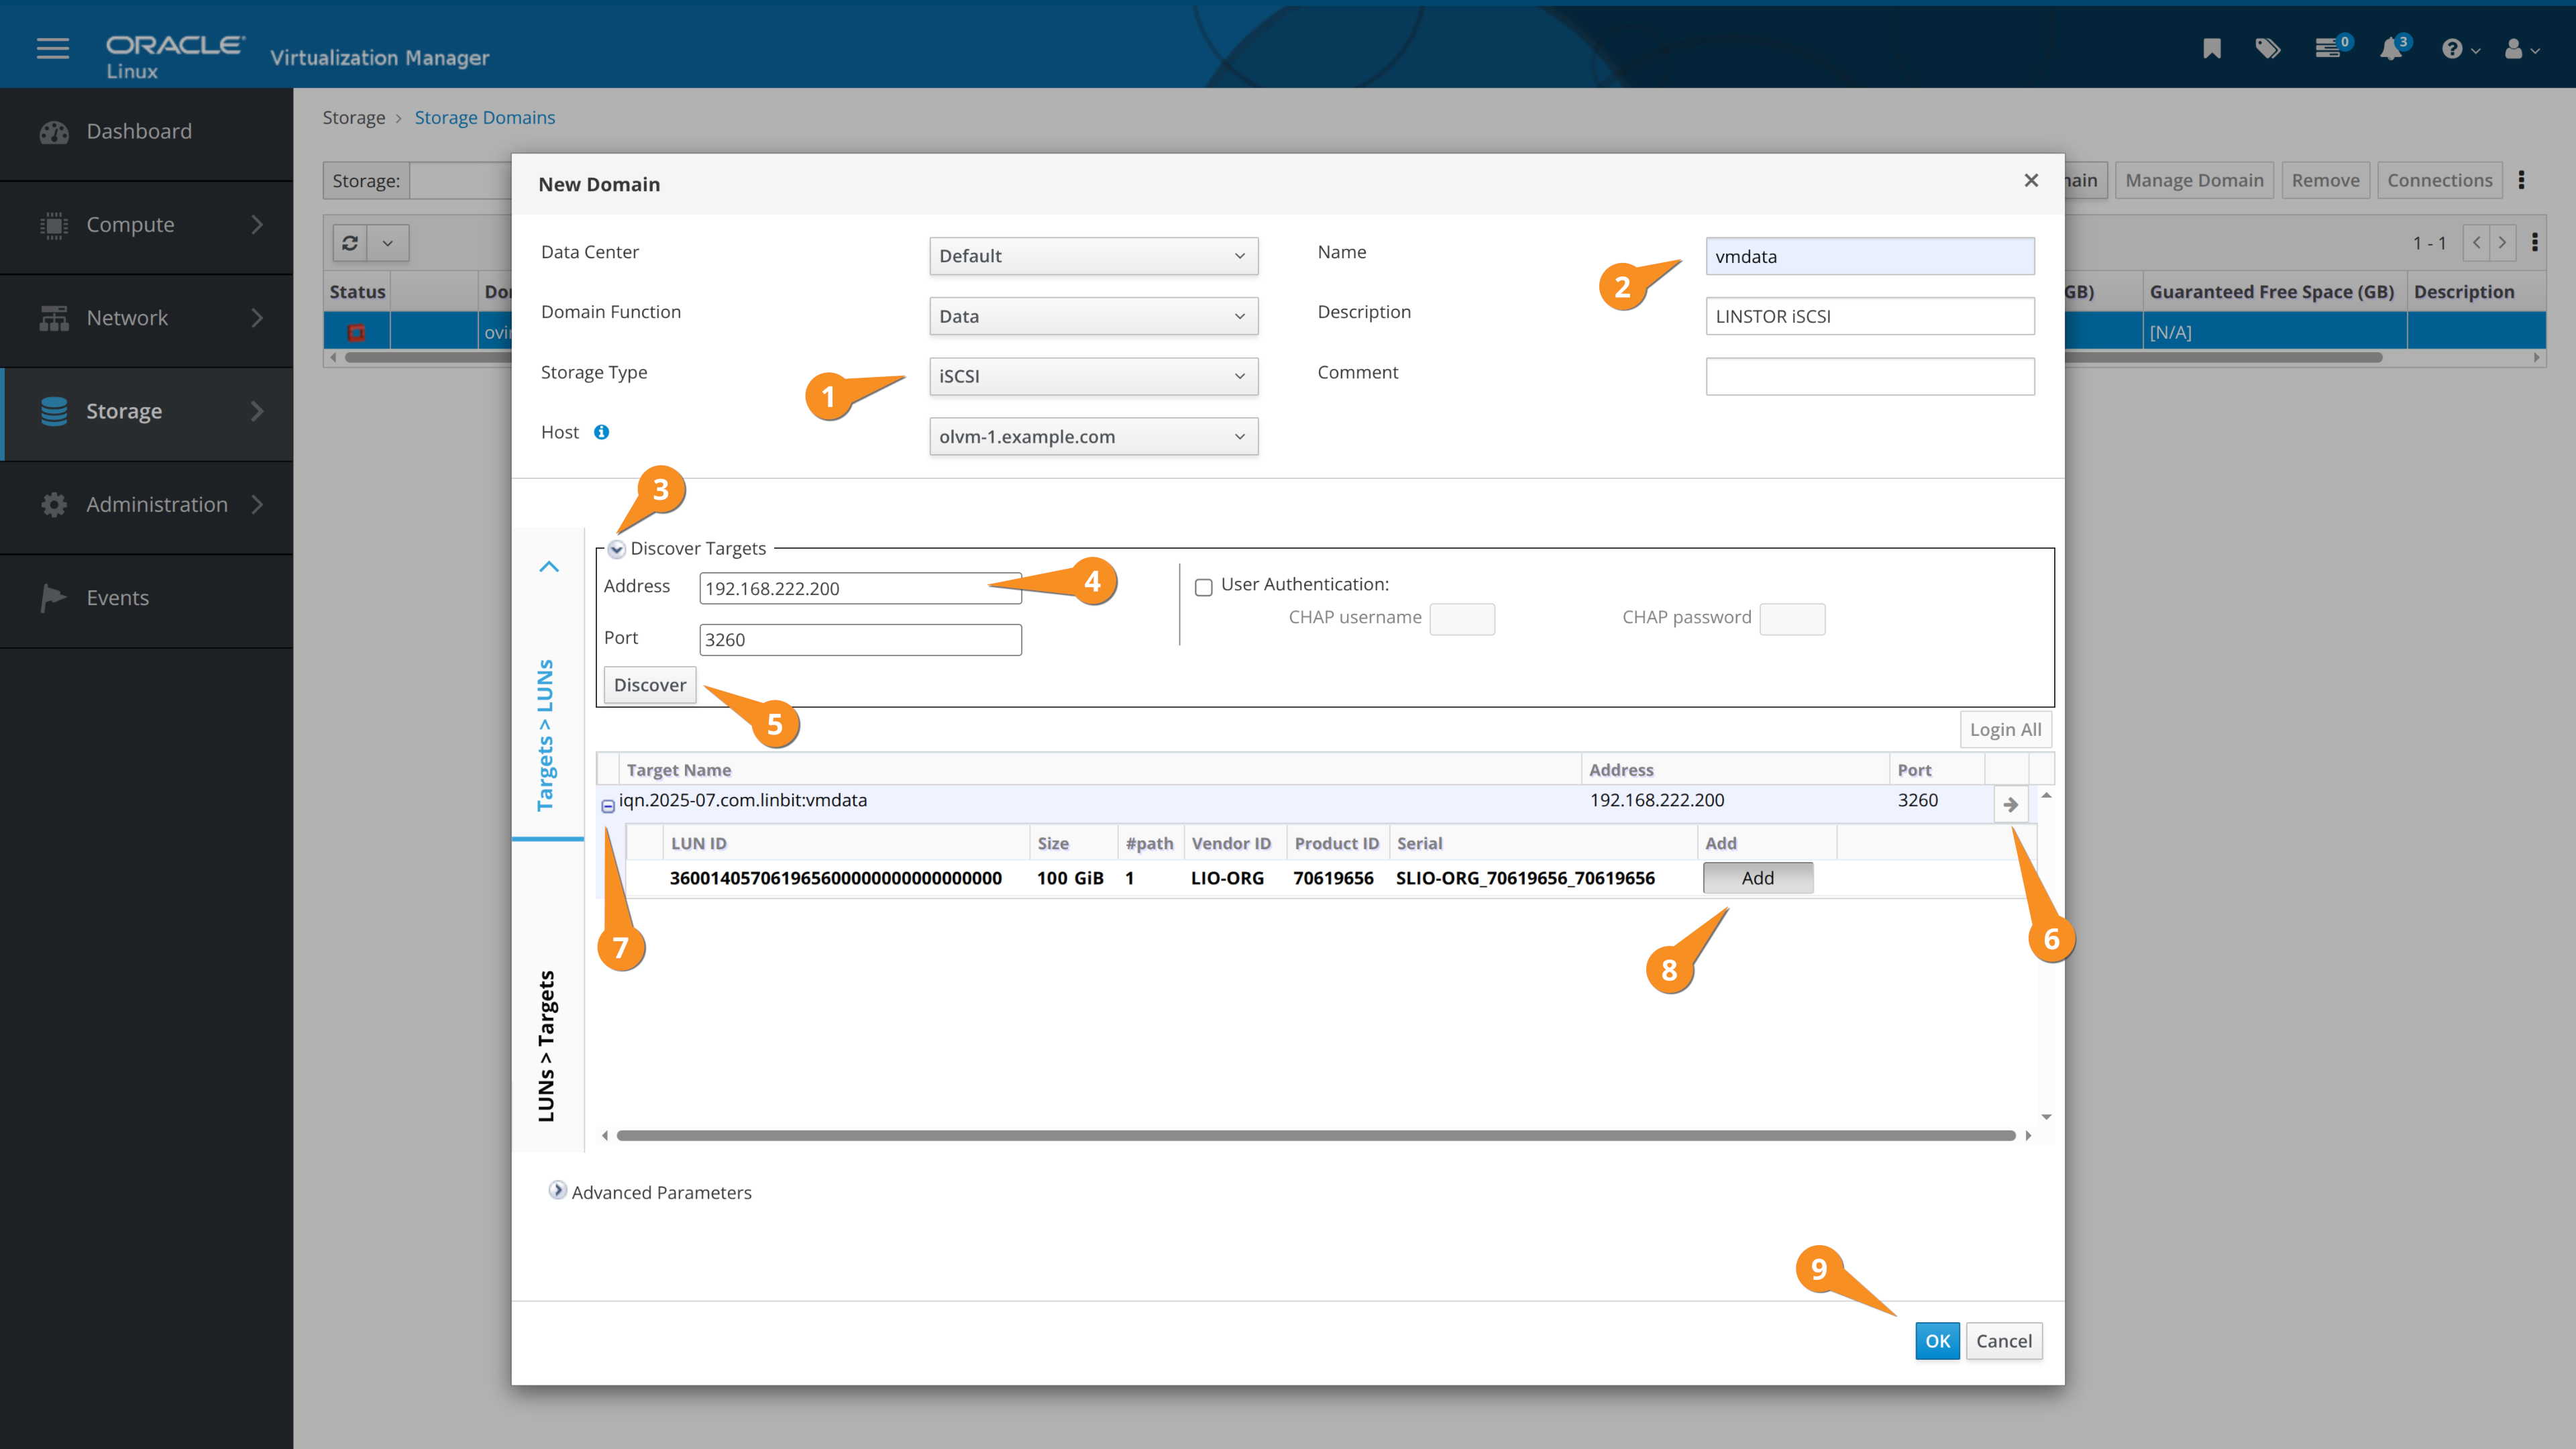 ORACLE
Linux
Virtualization Manager
0
3
Dashboard
Compute
Network
Storage
Administration
Events
Storage > Storage Domains
Storage:
Manage Domain
Remove
Connections
1 - 1
Status
GB)
Guaranteed Free Space (GB)
Description
[N/A]
New Domain
Data Center
Default
Name
vmdata
2
Domain Function
Data
Description
LINSTOR iSCSI
Storage Type
1
iSCSI
Comment
Host
olvm-1.example.com
3
Discover Targets
Address
192.168.222.200
4
User Authentication:
CHAP username
CHAP password
Port
3260
Discover
5
Login All
Targets > LUNs
LUNs > Targets
Target Name
Address
Port
iqn.2025-07.com.linbit:vmdata
192.168.222.200
3260
LUN ID
Size
#path
Vendor ID
Product ID
Serial
Add
36001405706196560000000000000000
100 GiB
1
LIO-ORG
70619656
SLIO-ORG_70619656_70619656
Add
7
8
6
Advanced Parameters
9
OK
Cancel